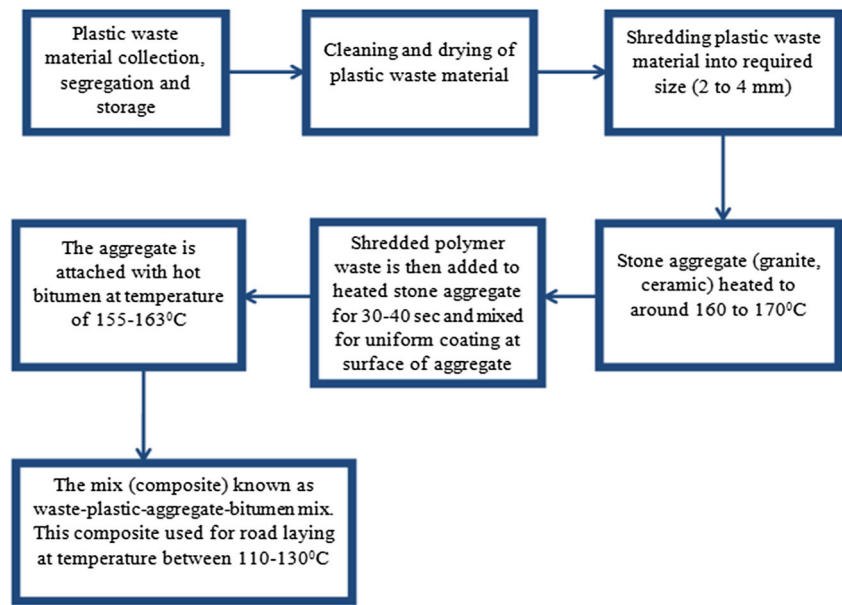 Plastic waste
material collection,
segregation and
storage
Cleaning and drying of
plastic waste material
Shredding plastic waste
material into required
size (2 to 4 mm)
Stone aggregate (granite,
ceramic) heated to
around 160 to 170⁰C
Shredded polymer
waste is then added to
heated stone aggregate
for 30-40 sec and mixed
for uniform coating at
surface of aggregate
The aggregate is
attached with hot
bitumen at temperature
of 155-163⁰C
The mix (composite) known as
waste-plastic-aggregate-bitumen mix.
This composite used for road laying
at temperature between 110-130⁰C